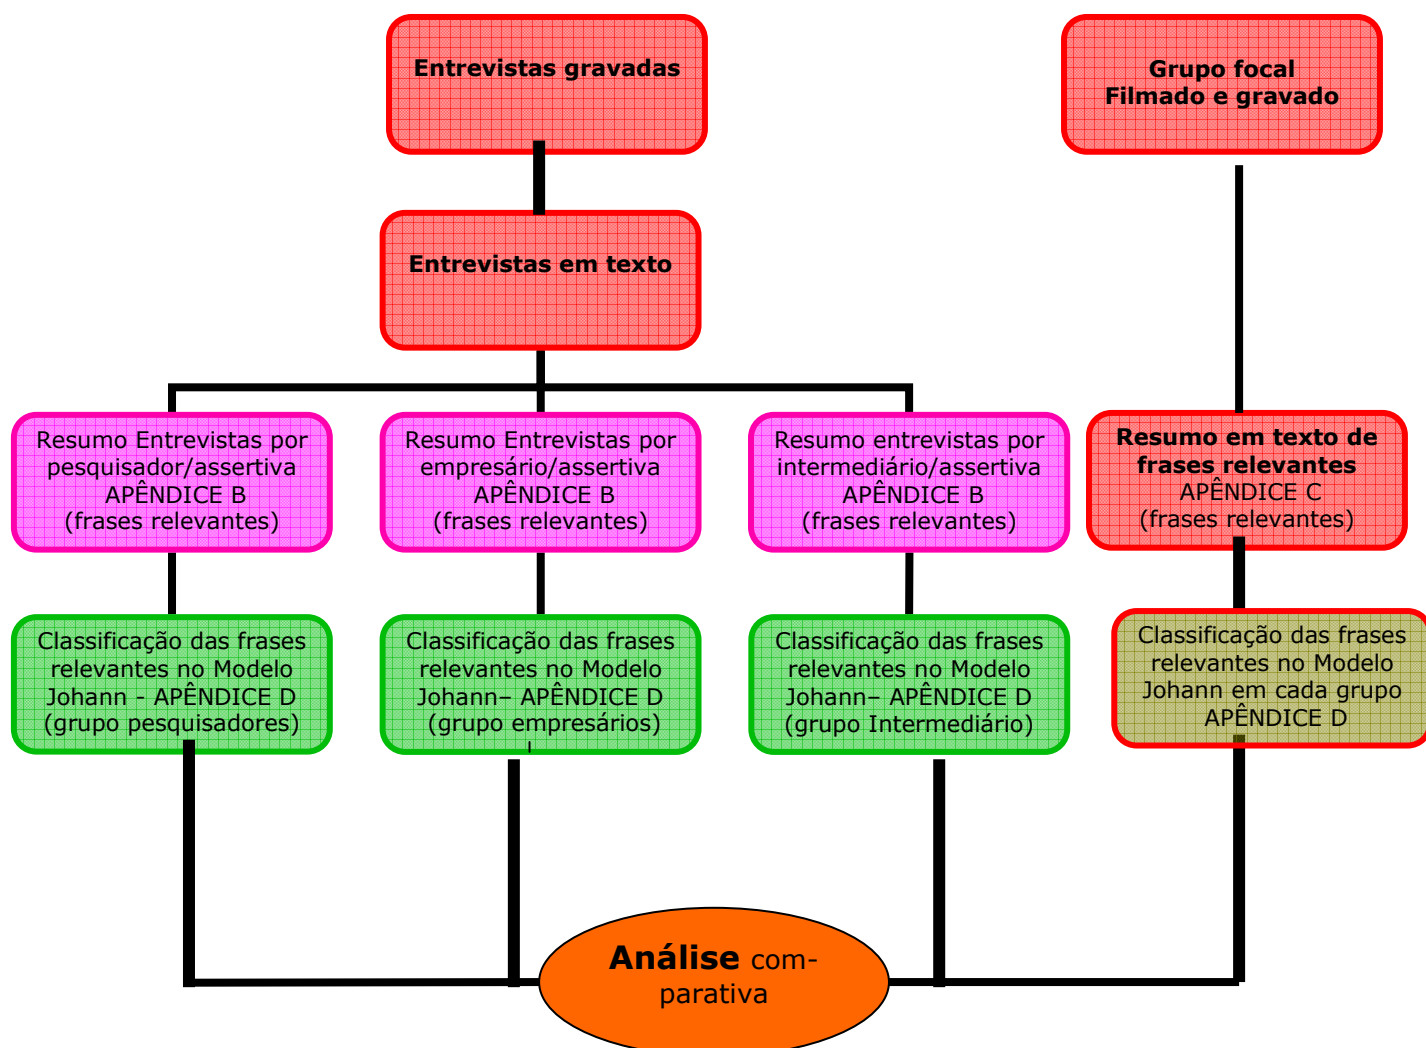 Entrevistas gravadas
Grupo focal
Filmado e gravado
Entrevistas em texto
Resumo Entrevistas por
pesquisador/assertiva
APÊNDICE B
(frases relevantes)
Resumo Entrevistas por
empresário/assertiva
APÊNDICE B
(frases relevantes)
Resumo entrevistas por
intermediário/assertiva
APÊNDICE B
(frases relevantes)
Resumo em texto de
frases relevantes
APÊNDICE C
(frases relevantes)
Classificação das frases
relevantes no Modelo
Johann - APÊNDICE D
(grupo pesquisadores)
Classificação das frases
relevantes no Modelo
Johann– APÊNDICE D
(grupo empresários)
Classificação das frases
relevantes no Modelo
Johann– APÊNDICE D
(grupo Intermediário)
Classificação das frases
relevantes no Modelo
Johann em cada grupo
APÊNDICE D
Análise com-
parativa